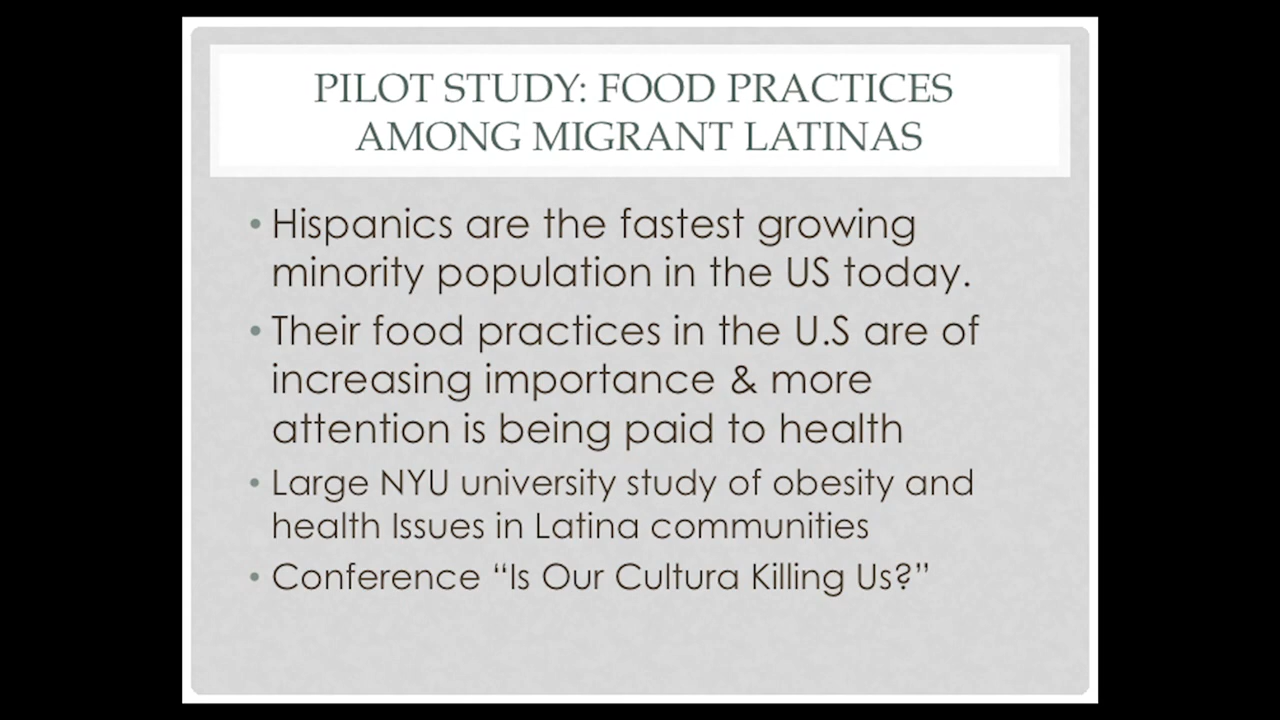 PILOT STUDY: FOOD PRACTICES
AMONG MIGRANT LATINAS
• Hispanics are the fastest growing
minority population in the US today.
• Their food practices in the U.S are of
increasing importance & more
attention is being paid to health
• Large NYU university study of obesity and
health Issues in Latina communities
• Conference “Is Our Cultura Killing Us?”